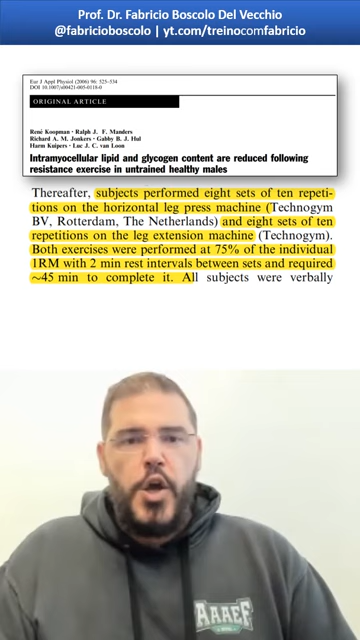 Prof. Dr. Fabricio Boscolo Del Vecchio
@fabricioboscolo | yt.com/treinocomfabricio
Eur J Appl Physiol (2006) 96: 525–534
DOI 10.1007/s00421-005-0118-0
ORIGINAL ARTICLE
René Koopman · Ralph J. F. Manders
Richard A. M. Jonkers · Gabby B. J. Hul
Harm Kuipers · Luc J. C. van Loon
Intramyocellular lipid and glycogen content are reduced following
resistance exercise in untrained healthy males
Thereafter, subjects performed eight sets of ten repeti-
tions on the horizontal leg press machine (Technogym
BV, Rotterdam, The Netherlands) and eight sets of ten
repetitions on the leg extension machine (Technogym).
Both exercises were performed at 75% of the individual
1RM with 2 min rest intervals between sets and required
~45 min to complete it. All subjects were verbally
AAAEF